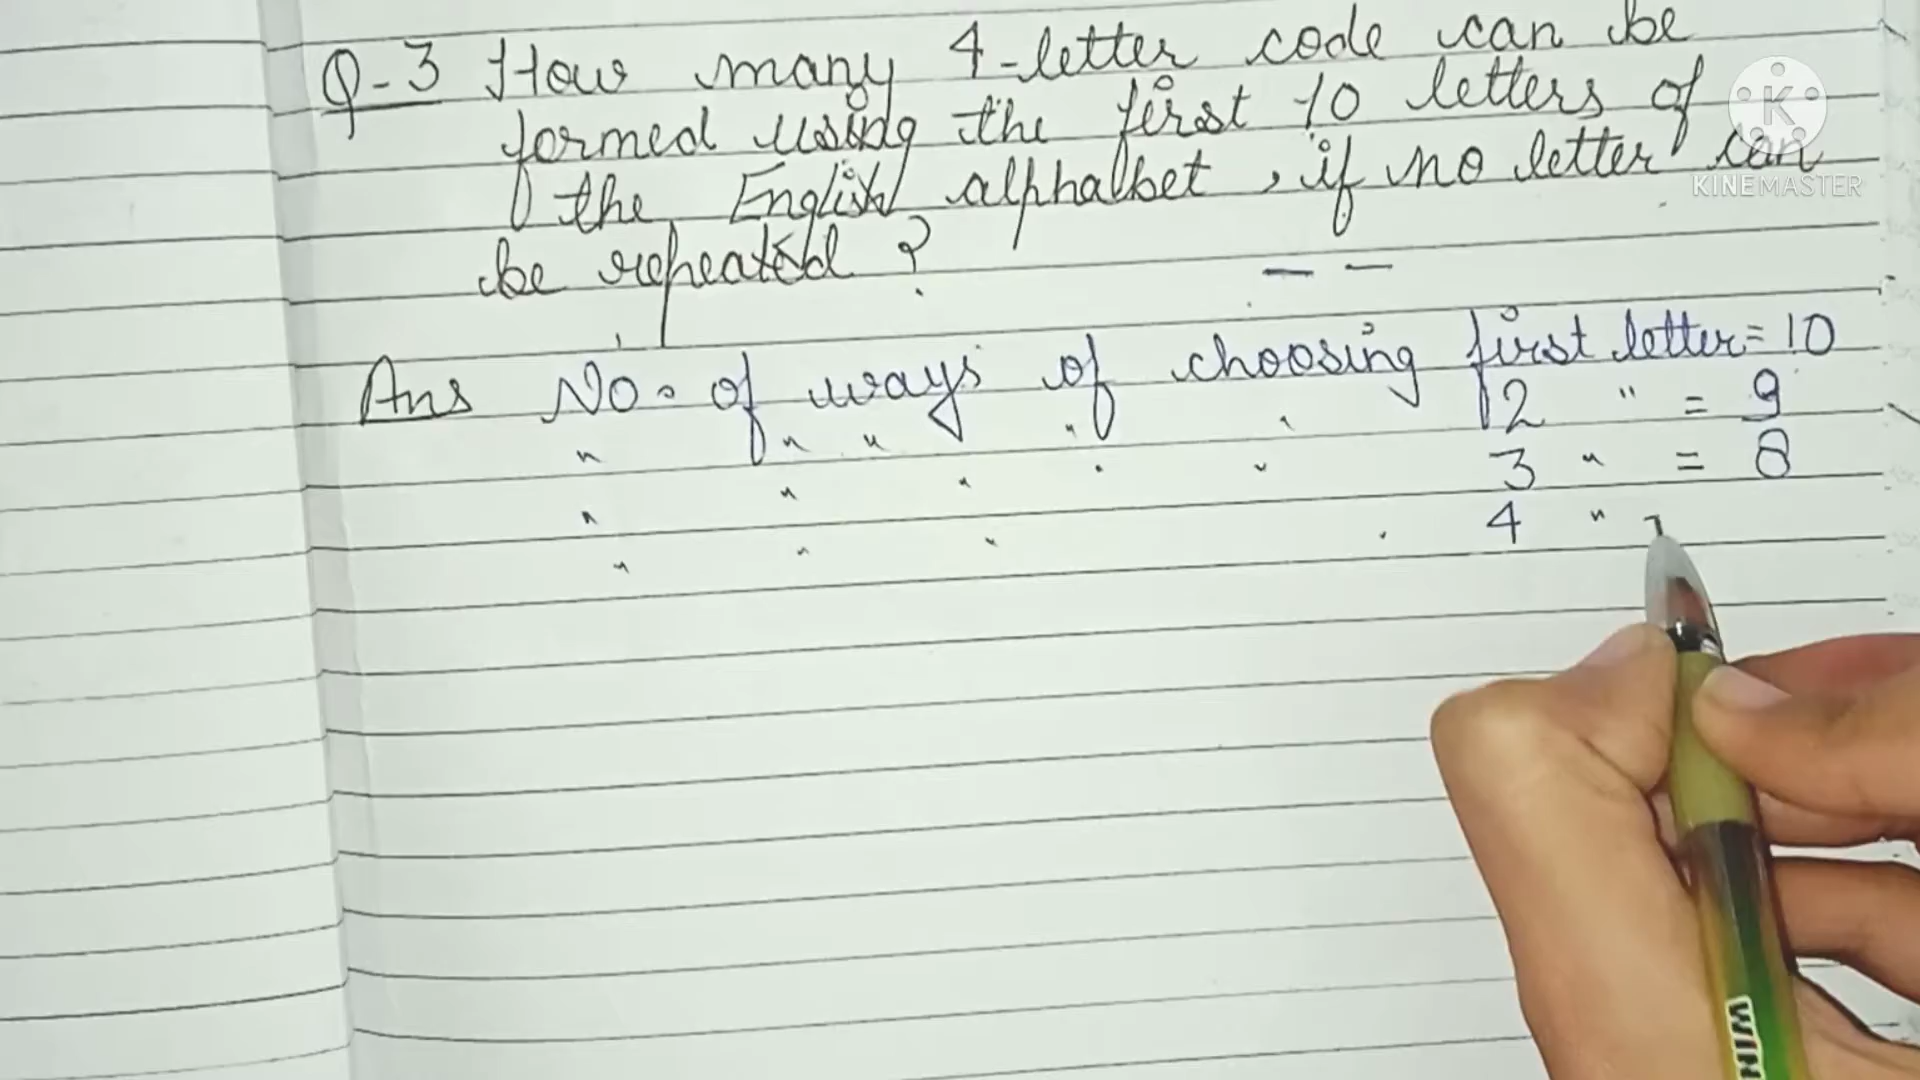 Q-3 How many 4-letter code can be
formed using the first 10 letters of
the English alphabet, if no letter can
be repeated ?
Ans No. of ways of choosing first letter = 10
" " " " " 2 " = 9
" " " " " 3 " = 8
" " " " 4 "
K
KINEMASTER
WIN